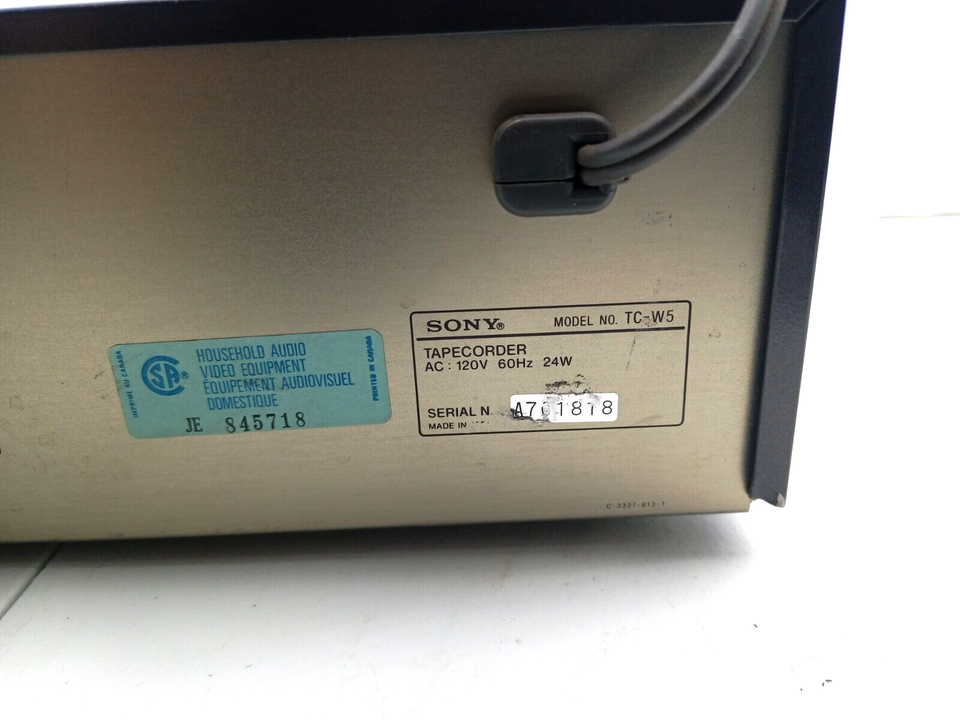 IMPRIMÉ AU CANADA
CSA®
HOUSEHOLD AUDIO
VIDEO EQUIPMENT
ÉQUIPEMENT AUDIOVISUEL
DOMESTIQUE
JE 845718
PRINTED IN CANADA
SONY® MODEL NO. TC-W5
TAPECORDER
AC : 120V 60Hz 24W
SERIAL N
MADE IN